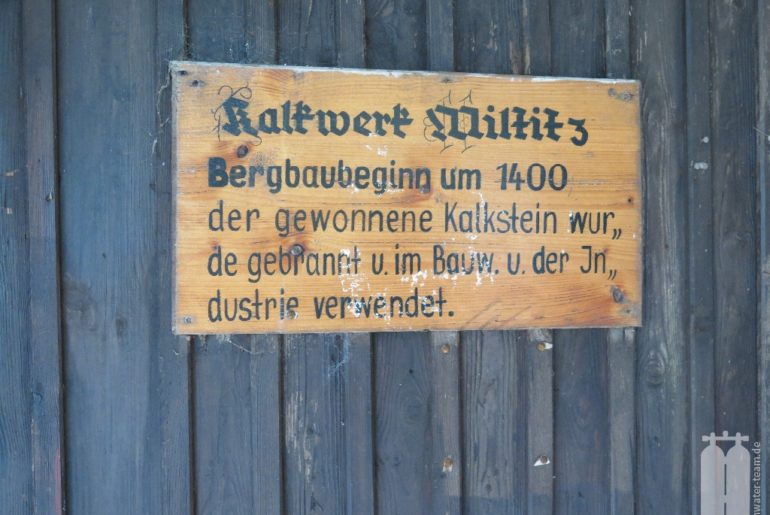 Kalkwerk Miltitz
Bergbaubeginn um 1400
der gewonnene Kalkstein wur„
de gebrannt u. im Bauw. u. der Jn„
dustrie verwendet.